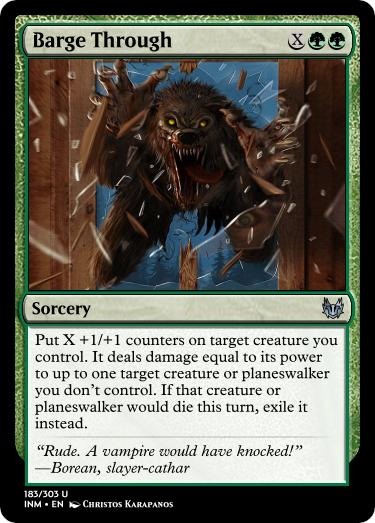 Barge Through X
Sorcery
Put X +1/+1 counters on target creature you
control. It deals damage equal to its power
to up to one target creature or planeswalker
you don't control. If that creature or
planeswalker would die this turn, exile it
instead.
“Rude. A vampire would have knocked!”
—Borean, slayer-cathar
183/303 U
INM • EN Christos Karapanos